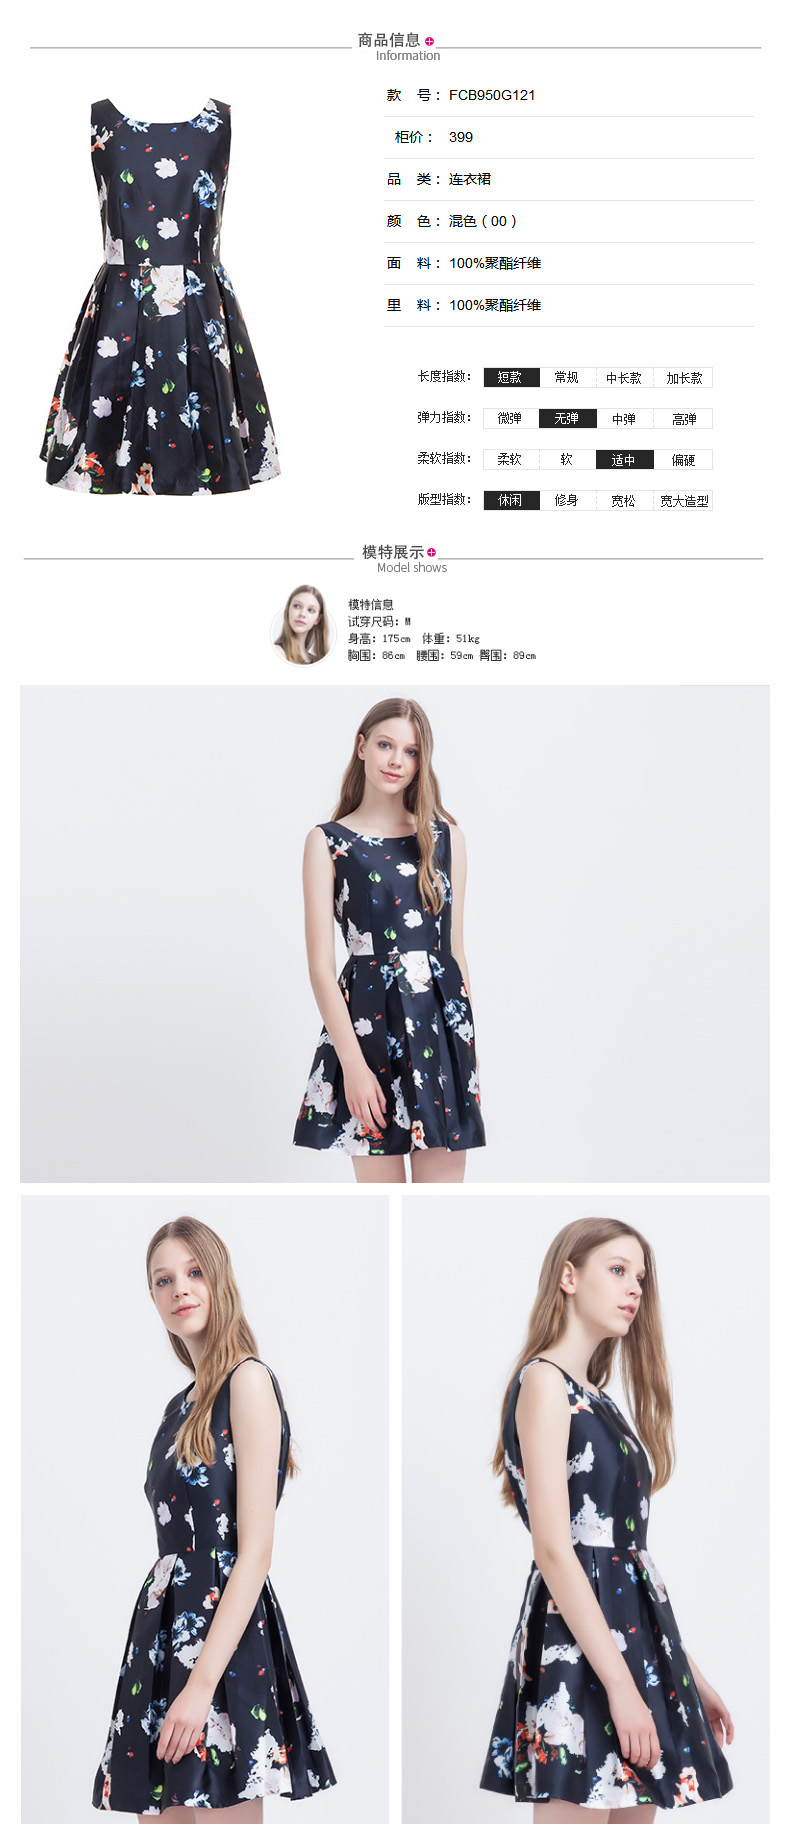 商品信息
Information
款 号： FCB950G121
柜价： 399
品 类： 连衣裙
颜 色： 混色（00）
面 料： 100%聚酯纤维
里 料： 100%聚酯纤维
长度指数： 短款 常规 中长款 加长款
弹力指数： 微弹 无弹 中弹 高弹
柔软指数： 柔软 软 适中 偏硬
版型指数： 休闲 修身 宽松 宽大造型
模特展示
Model shows
模特信息
试穿尺码：M
身高：175cm 体重：51kg
胸围：86cm 腰围：59cm 臀围：89cm